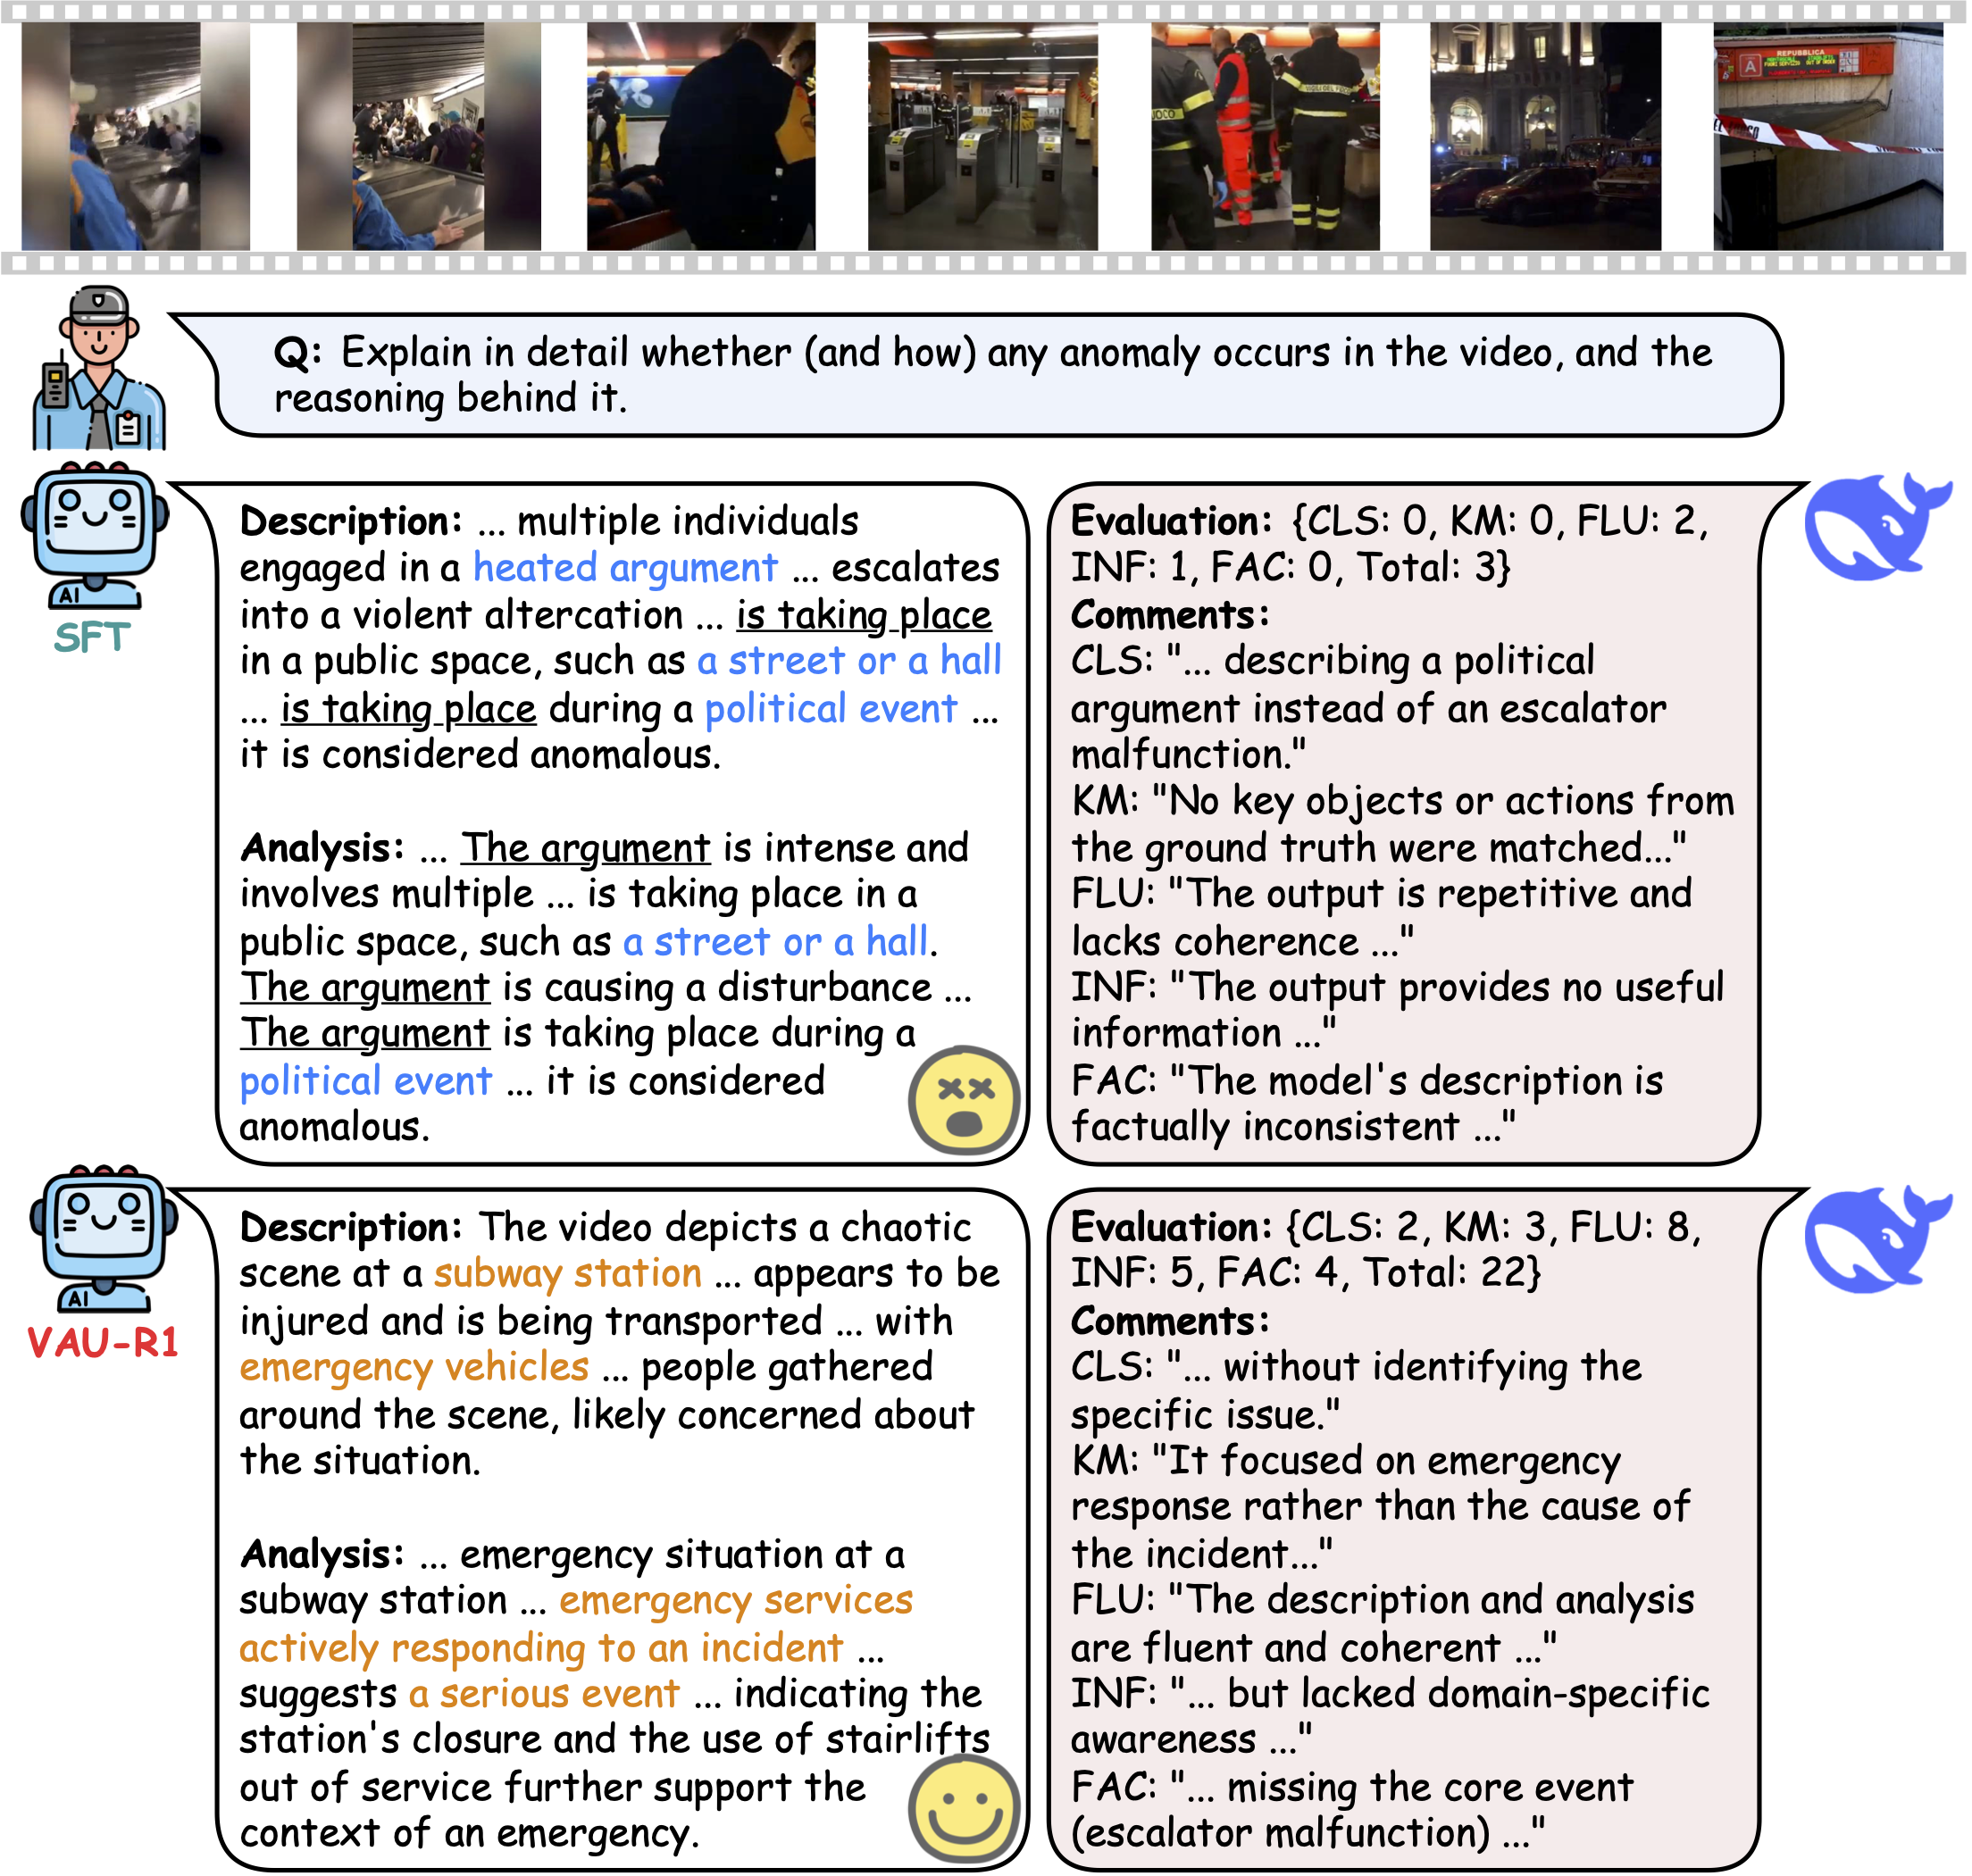 REPUBBLICA
A
UOCO
VIGILI DEL FUOCO
Q: Explain in detail whether (and how) any anomaly occurs in the video, and the
reasoning behind it.
AI
SFT
Description: ... multiple individuals
engaged in a heated argument ... escalates
into a violent altercation ... is taking place
in a public space, such as a street or a hall
... is taking place during a political event ...
it is considered anomalous.
Analysis: ... The argument is intense and
involves multiple ... is taking place in a
public space, such as a street or a hall.
The argument is causing a disturbance ...
The argument is taking place during a
political event ... it is considered
anomalous.
Evaluation: {CLS: 0, KM: 0, FLU: 2,
INF: 1, FAC: 0, Total: 3}
Comments:
CLS: "... describing a political
argument instead of an escalator
malfunction."
KM: "No key objects or actions from
the ground truth were matched..."
FLU: "The output is repetitive and
lacks coherence ..."
INF: "The output provides no useful
information ..."
FAC: "The model's description is
factually inconsistent ..."
AI
VAU-R1
Description: The video depicts a chaotic
scene at a subway station ... appears to be
injured and is being transported ... with
emergency vehicles ... people gathered
around the scene, likely concerned about
the situation.
Analysis: ... emergency situation at a
subway station ... emergency services
actively responding to an incident ...
suggests a serious event ... indicating the
station's closure and the use of stairlifts
out of service further support the
context of an emergency.
Evaluation: {CLS: 2, KM: 3, FLU: 8,
INF: 5, FAC: 4, Total: 22}
Comments:
CLS: "... without identifying the
specific issue."
KM: "It focused on emergency
response rather than the cause of
the incident..."
FLU: "The description and analysis
are fluent and coherent ..."
INF: "... but lacked domain-specific
awareness ..."
FAC: "... missing the core event
(escalator malfunction) ..."